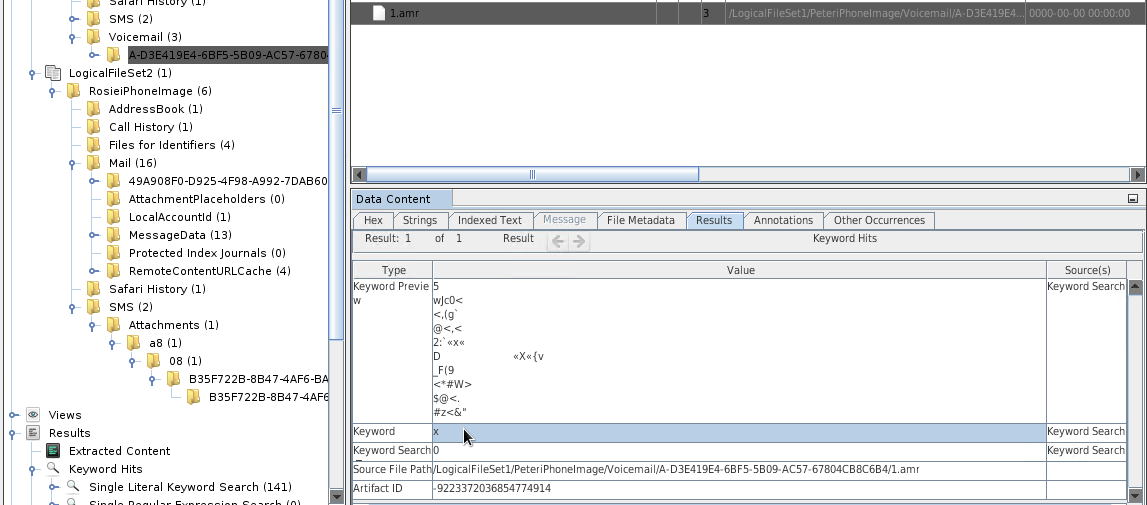 Safari History (1)
SMS (2)
Voicemail (3)
A-D3E419E4-6BF5-5B09-AC57-6780
LogicalFileSet2 (1)
RosieiPhoneImage (6)
AddressBook (1)
Call History (1)
Files for Identifiers (4)
Mail (16)
49A908F0-D925-4F98-A992-7DAB60
AttachmentPlaceholders (0)
LocalAccountId (1)
MessageData (13)
Protected Index Journals (0)
RemoteContentURLCache (4)
Safari History (1)
SMS (2)
Attachments (1)
a8 (1)
08 (1)
B35F722B-8B47-4AF6-BA
B35F722B-8B47-4AF6
Views
Results
Extracted Content
Keyword Hits
Single Literal Keyword Search (141)
Single Regular Expression Search (0)
1.amr 3 /LogicalFileSet1/PeteriPhoneImage/Voicemail/A-D3E419E4... 0000-00-00 00:00:00
Data Content
Hex Strings Indexed Text Message File Metadata Results Annotations Other Occurrences
Result: 1 of 1 Result Keyword Hits
Type Value Source(s)
Keyword Previe 5 Keyword Search
w wJc0<
<,(g`
@<,<
2:`«x«
D «X«{v
_F(9
<*#W>
$@<.
#z<&"
Keyword x Keyword Search
Keyword Search 0 Keyword Search
Source File Path /LogicalFileSet1/PeteriPhoneImage/Voicemail/A-D3E419E4-6BF5-5B09-AC57-67804CB8C6B4/1.amr
Artifact ID -9223372036854774914